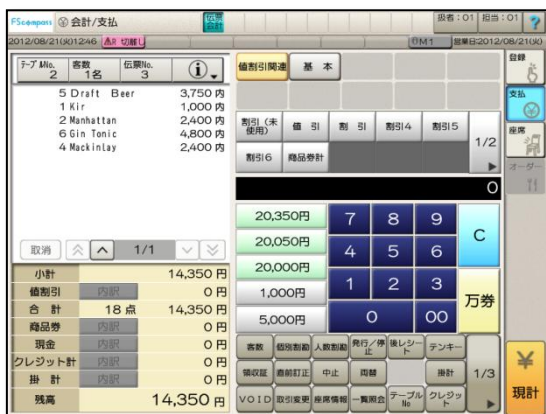 FScompass 会計/支払 伝票会計 扱者:01 担当:01
2012/08/21(火)12:46 AR 切離し 0M1 営業日:2012/08/21(火)
テーブルNo. 2 客数 1名 伝票No. 3
5 Draft Beer 3,750 内
1 Kir 1,000 内
2 Manhattan 2,400 内
6 Gin Tonic 4,800 内
4 Mackinlay 2,400 内
取消 1/1
小計 14,350 円
値割引 内訳 0 円
合 計 18 点 14,350 円
商品券 内訳 0 円
現金 内訳 0 円
クレジット計 内訳 0 円
掛 計 内訳 0 円
残高 14,350 円
値割引関連 基 本
割引(未使用) 値 引 割 引 割引4 割引5 1/2
割引6 商品券計
0
20,350円 7 8 9 C
20,050円 4 5 6
20,000円
1,000円 1 2 3 万券
5,000円 0 00
客数 個別割勘 人数割勘 発行/停止 後レシート テンキー
領収証 直前訂正 中止 両替 掛計 1/3
VOID 取引変更 座席情報 一覧照会 テーブルNo クレジット
登録
支払
座席
オーダー
¥
現計